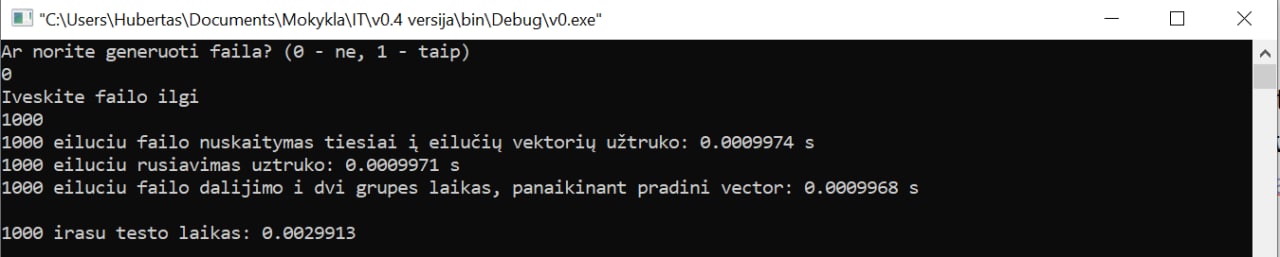 "C:\Users\Hubertas\Documents\Mokykla\IT\v0.4 versija\bin\Debug\v0.exe"
Ar norite generuoti faila? (0 - ne, 1 - taip)
0
Iveskite failo ilgi
1000
1000 eiluciu failo nuskaitymas tiesiai į eilučių vektorių užtruko: 0.0009974 s
1000 eiluciu rusiavimas uztruko: 0.0009971 s
1000 eiluciu failo dalijimo i dvi grupes laikas, panaikinant pradini vector: 0.0009968 s
1000 irasu testo laikas: 0.0029913